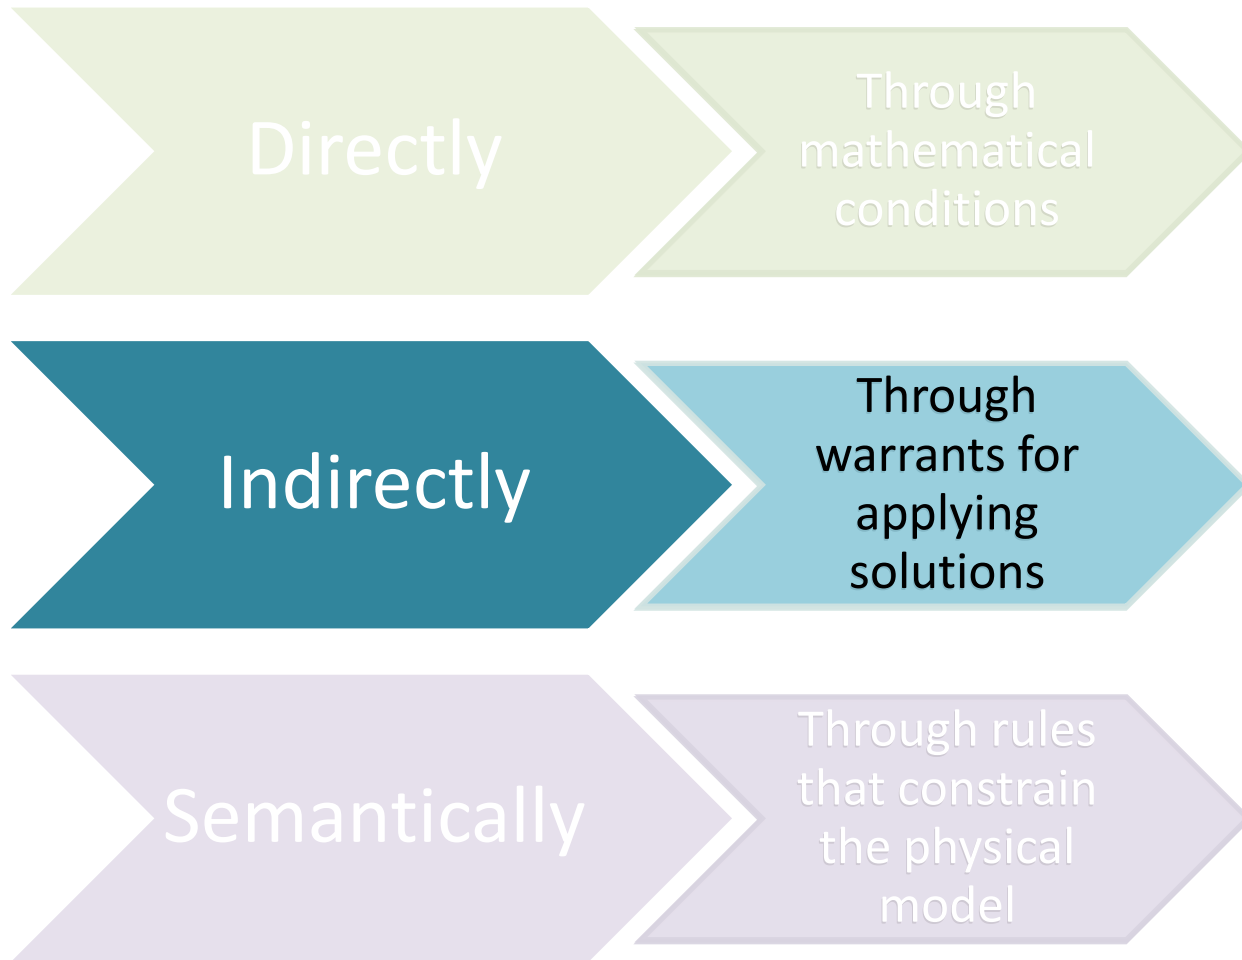 Directly
Through
mathematical
conditions
Indirectly
Through
warrants for
applying
solutions
Semantically
Through rules
that constrain
the physical
model